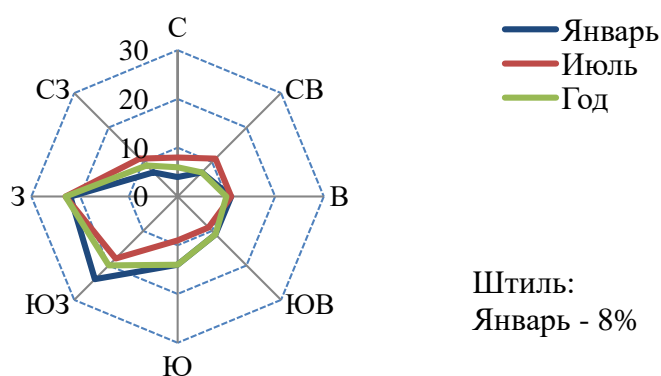 С
30
СЗ
20
СВ
10
З
0
В
ЮЗ
ЮВ
Ю
Январь
Июль
Год
Штиль:
Январь - 8%